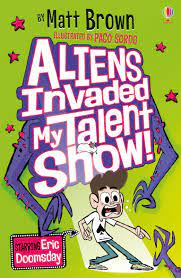 BY Matt Brown
ILLUSTRATED BY PACO SORDO
ALIENS
Invaded
My Talent
Show!
STARRING Eric
Doomsday